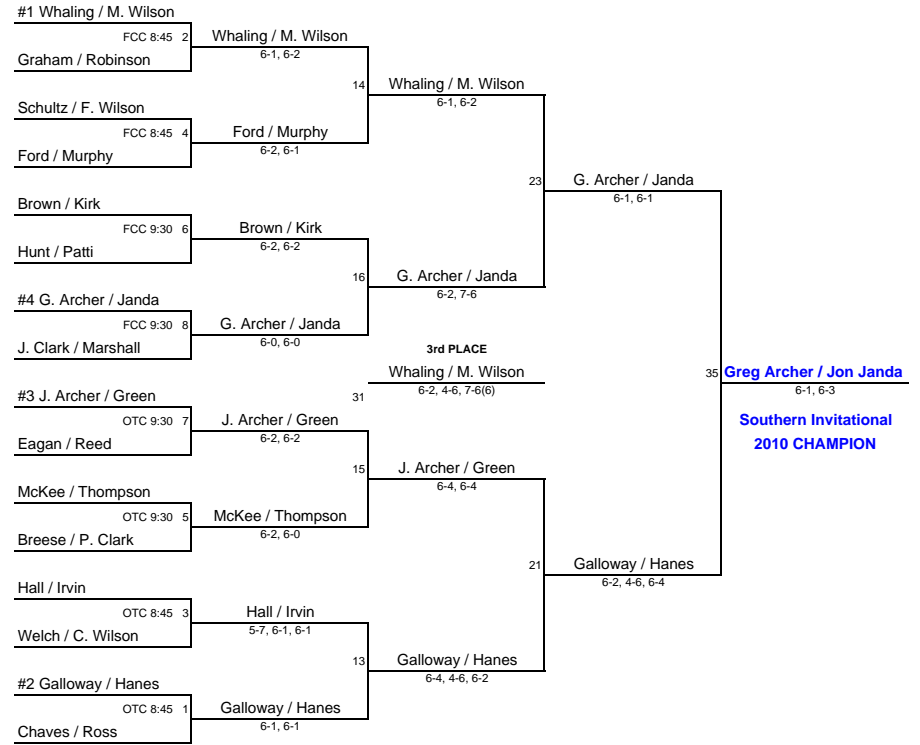 #1 Whaling / M. Wilson
FCC 8:45 2
Graham / Robinson
Whaling / M. Wilson
6-1, 6-2
14
Whaling / M. Wilson
6-1, 6-2
Schultz / F. Wilson
FCC 8:45 4
Ford / Murphy
Ford / Murphy
6-2, 6-1
23
G. Archer / Janda
6-1, 6-1
Brown / Kirk
FCC 9:30 6
Hunt / Patti
Brown / Kirk
6-2, 6-2
16
G. Archer / Janda
6-2, 7-6
#4 G. Archer / Janda
FCC 9:30 8
J. Clark / Marshall
G. Archer / Janda
6-0, 6-0
3rd PLACE
Whaling / M. Wilson
31
6-2, 4-6, 7-6(6)
35
Greg Archer / Jon Janda
6-1, 6-3
Southern Invitational
2010 CHAMPION
#3 J. Archer / Green
OTC 9:30 7
Eagan / Reed
J. Archer / Green
6-2, 6-2
15
J. Archer / Green
6-4, 6-4
McKee / Thompson
OTC 9:30 5
Breese / P. Clark
McKee / Thompson
6-2, 6-0
21
Galloway / Hanes
6-2, 4-6, 6-4
Hall / Irvin
OTC 8:45 3
Welch / C. Wilson
Hall / Irvin
5-7, 6-1, 6-1
13
Galloway / Hanes
6-4, 4-6, 6-2
#2 Galloway / Hanes
OTC 8:45 1
Chaves / Ross
Galloway / Hanes
6-1, 6-1